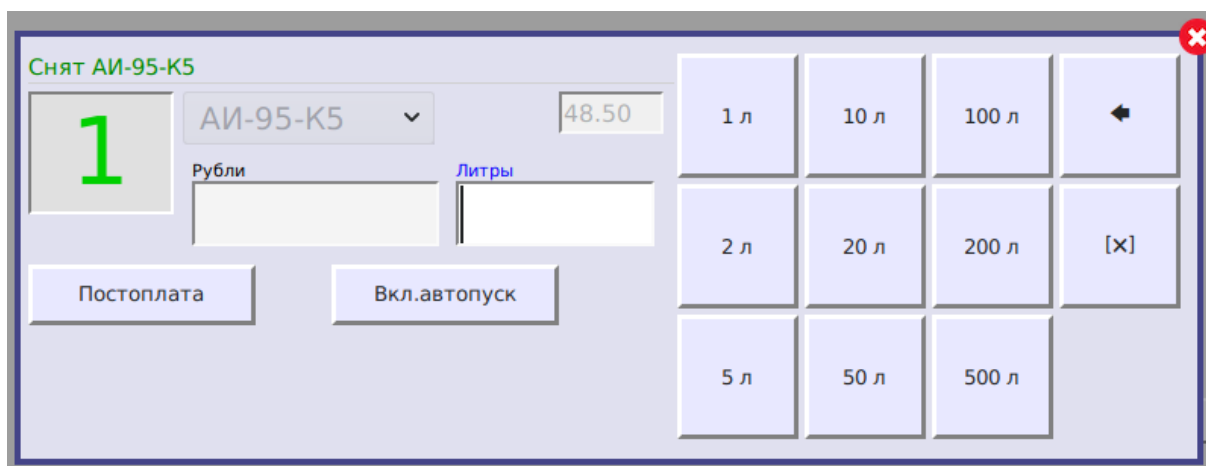 Снят АИ-95-К5
1
АИ-95-К5
48.50
Рубли
Литры
Постоплата
Вкл.автопуск
1 л
10 л
100 л
2 л
20 л
200 л
[×]
5 л
50 л
500 л